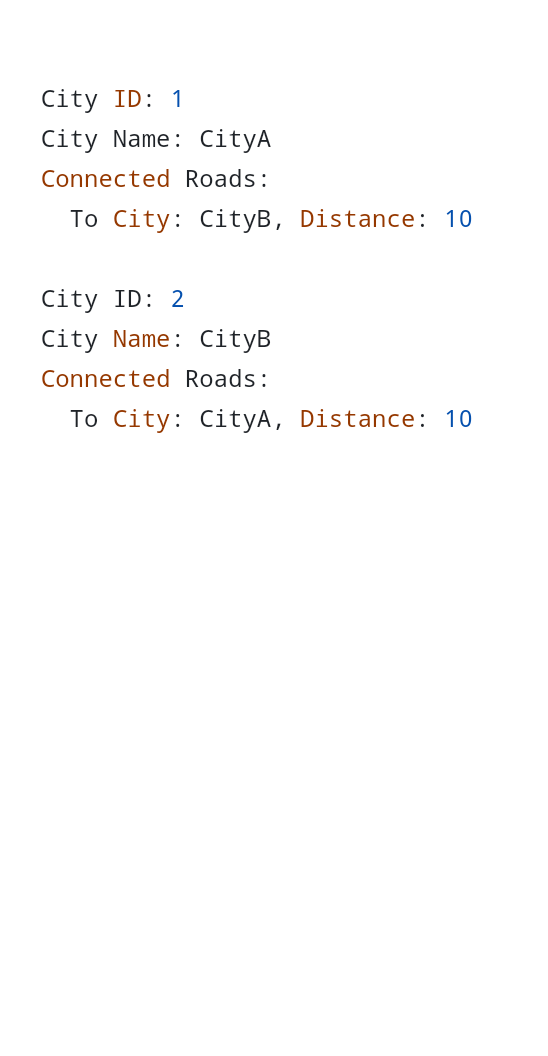 City ID: 1
City Name: CityA
Connected Roads:
  To City: CityB, Distance: 10

City ID: 2
City Name: CityB
Connected Roads:
  To City: CityA, Distance: 10